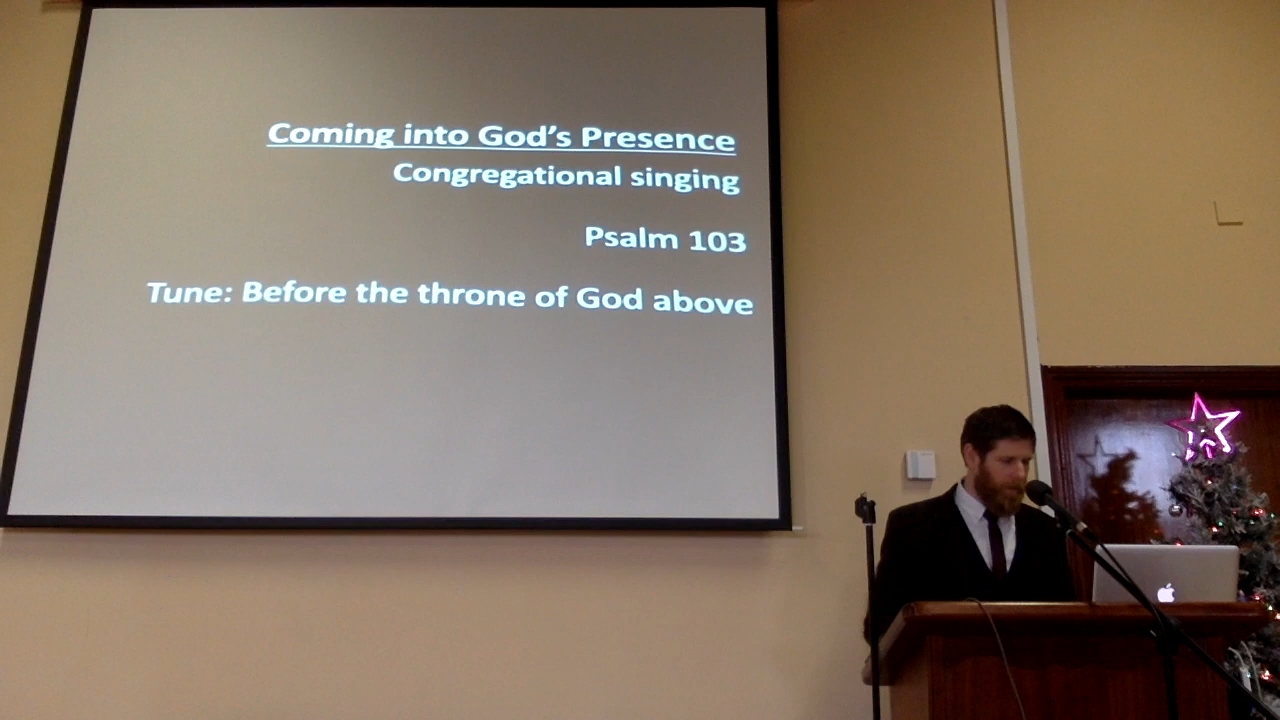 Coming into God's Presence
Congregational singing
Psalm 103
Tune: Before the throne of God above